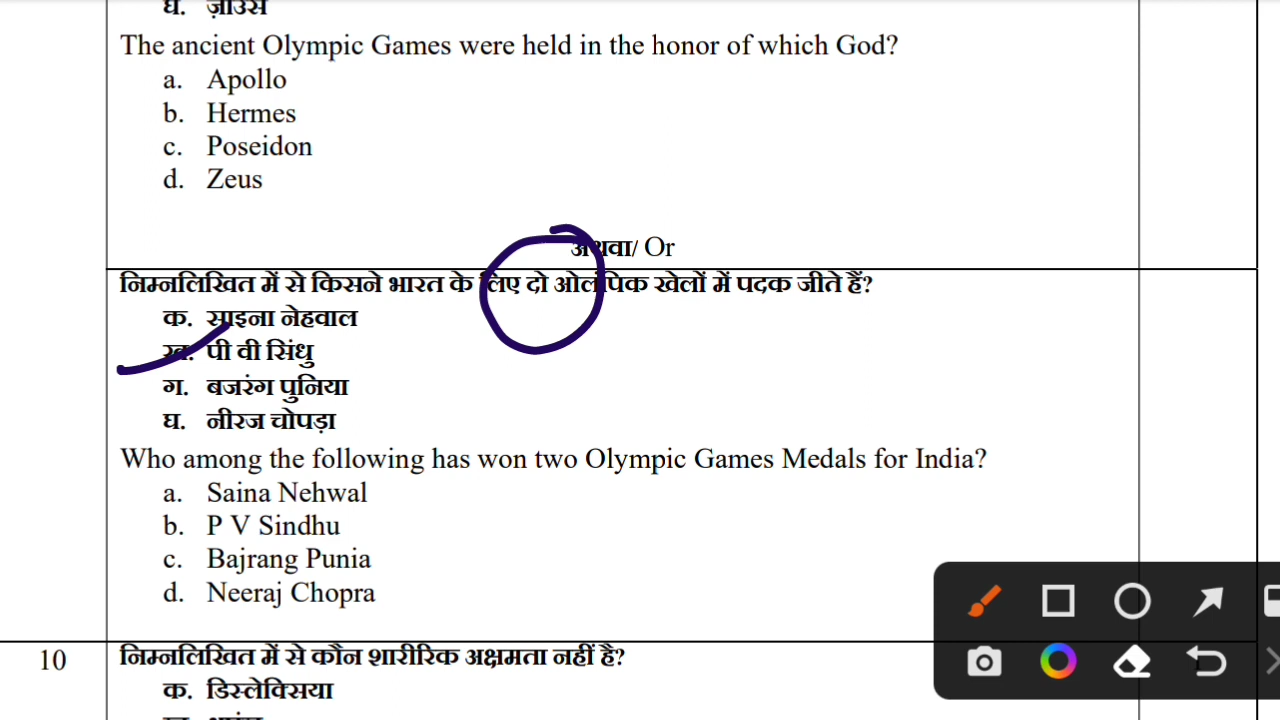 घ. ज़ीउस
The ancient Olympic Games were held in the honor of which God?
a. Apollo
b. Hermes
c. Poseidon
d. Zeus
अथवा/ Or
निम्नलिखित में से किसने भारत के लिए दो ओलंपिक खेलों में पदक जीते हैं?
क. साइना नेहवाल
ख. पी वी सिंधु
ग. बजरंग पुनिया
घ. नीरज चोपड़ा
Who among the following has won two Olympic Games Medals for India?
a. Saina Nehwal
b. P V Sindhu
c. Bajrang Punia
d. Neeraj Chopra
10 निम्नलिखित में से कौन शारीरिक अक्षमता नहीं है?
क. डिस्लेक्सिया